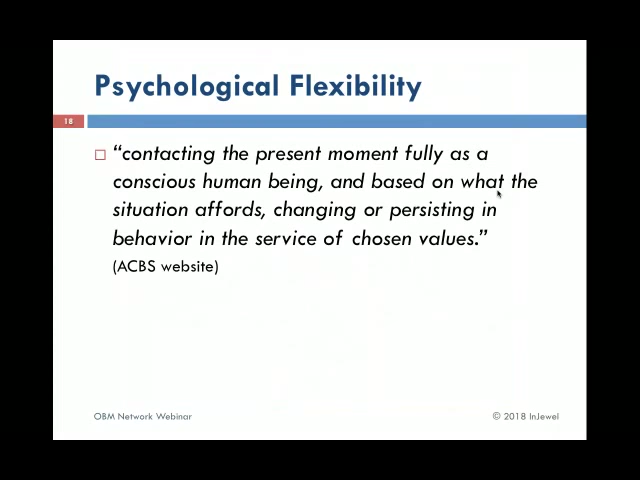 Psychological Flexibility
18
“contacting the present moment fully as a
conscious human being, and based on what the
situation affords, changing or persisting in
behavior in the service of chosen values.”
(ACBS website)
OBM Network Webinar
© 2018 InJewel